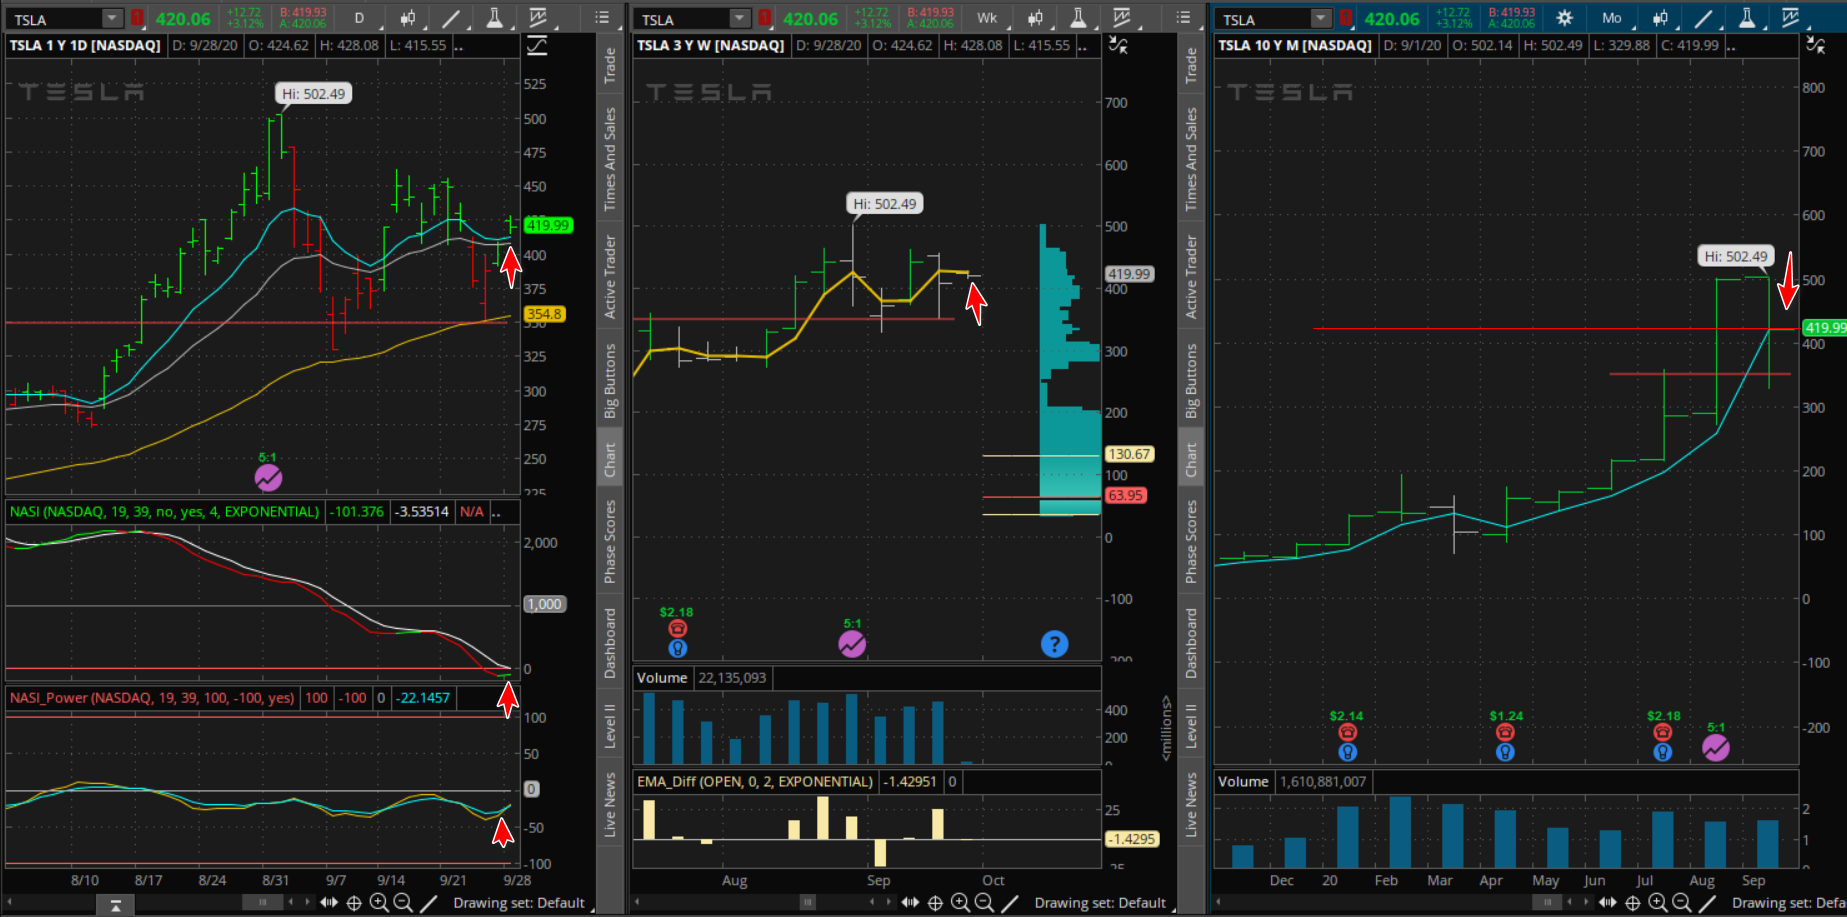 TSLA 420.06 +12.72 +3.12% B: 419.93 A: 420.06 D
TSLA 1 Y 1D [NASDAQ] D: 9/28/20 O: 424.62 H: 428.08 L: 415.55 ..
TESLA
Hi: 502.49
525
500
475
450
419.99
400
375
354.8
325
300
275
250
225
5:1
NASI (NASDAQ, 19, 39, no, yes, 4, EXPONENTIAL) -101.376 -3.53514 N/A ..
2,000
1,000
0
NASI_Power (NASDAQ, 19, 39, 100, -100, yes) 100 -100 0 -22.1457
100
50
0
-50
-100
8/10 8/17 8/24 8/31 9/7 9/14 9/21 9/28
Drawing set: Default
Trade
Times And Sales
Active Trader
Big Buttons
Chart
Phase Scores
Dashboard
Level II
Live News
TSLA 420.06 +12.72 +3.12% B: 419.93 A: 420.06 Wk
TSLA 3 Y W [NASDAQ] D: 9/28/20 O: 424.62 H: 428.08 L: 415.55 ..
TESLA
Hi: 502.49
700
600
500
419.99
400
300
200
130.67
100
63.95
0
-100
-200
$2.18
5:1
?
Volume 22,135,093
400
200
0
<millions>
EMA_Diff (OPEN, 0, 2, EXPONENTIAL) -1.42951 0
25
-1.4295
Aug Sep Oct
Drawing set: Default
Trade
Times And Sales
Active Trader
Big Buttons
Chart
Phase Scores
Dashboard
Level II
Live News
TSLA 420.06 +12.72 +3.12% B: 419.93 A: 420.06 Mo
TSLA 10 Y M [NASDAQ] D: 9/1/20 O: 502.14 H: 502.49 L: 329.88 C: 419.99 ..
TESLA
Hi: 502.49
800
700
600
500
419.99
400
300
200
100
0
-100
-200
$2.14 $1.24 $2.18 5:1
Volume 1,610,881,007
2
1
0
Dec 20 Feb Mar Apr May Jun Jul Aug Sep
Drawing set: Defa